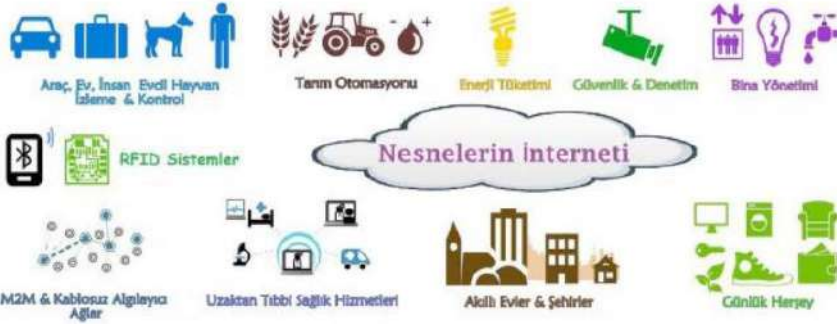 Araç, Ev, İnsan Evcil Hayvan
İzleme & Kontrol
Tarım Otomasyonu
Enerji Tüketimi
Güvenlik & Denetim
Bina Yönetimi
RFID Sistemler
Nesnelerin İnterneti
M2M & Kablosuz Algılayıcı
Ağlar
Uzaktan Tıbbi Sağlık Hizmetleri
Akıllı Evler & Şehirler
Günlük Herşey